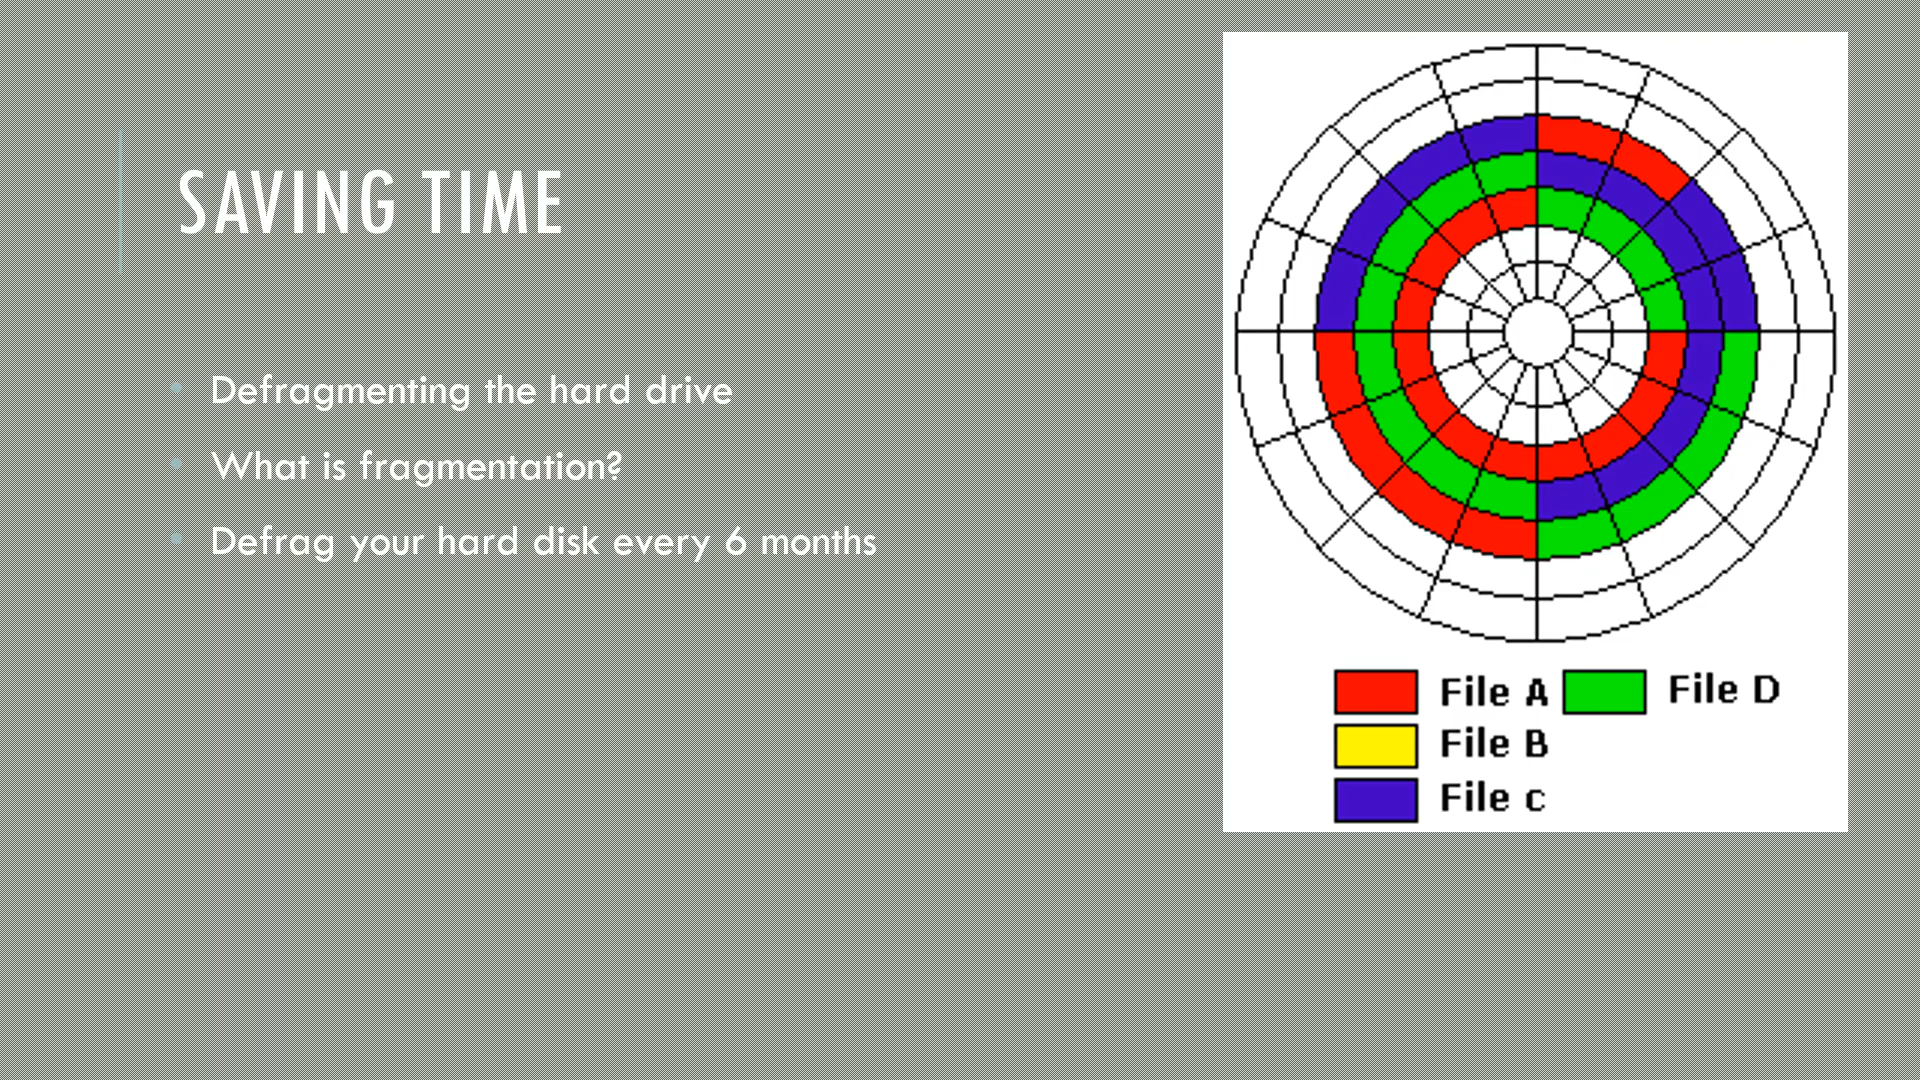 SAVING TIME
• Defragmenting the hard drive
• What is fragmentation?
• Defrag your hard disk every 6 months
File A File D
File B
File c